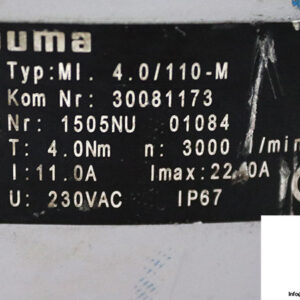 uma
Typ:MI. 4.0/110-M
Kom Nr: 30081173
Nr: 1505NU 01084
T: 4.0Nm n: 3000 /min
I:11.0A Imax:22.0A
U: 230VAC IP67